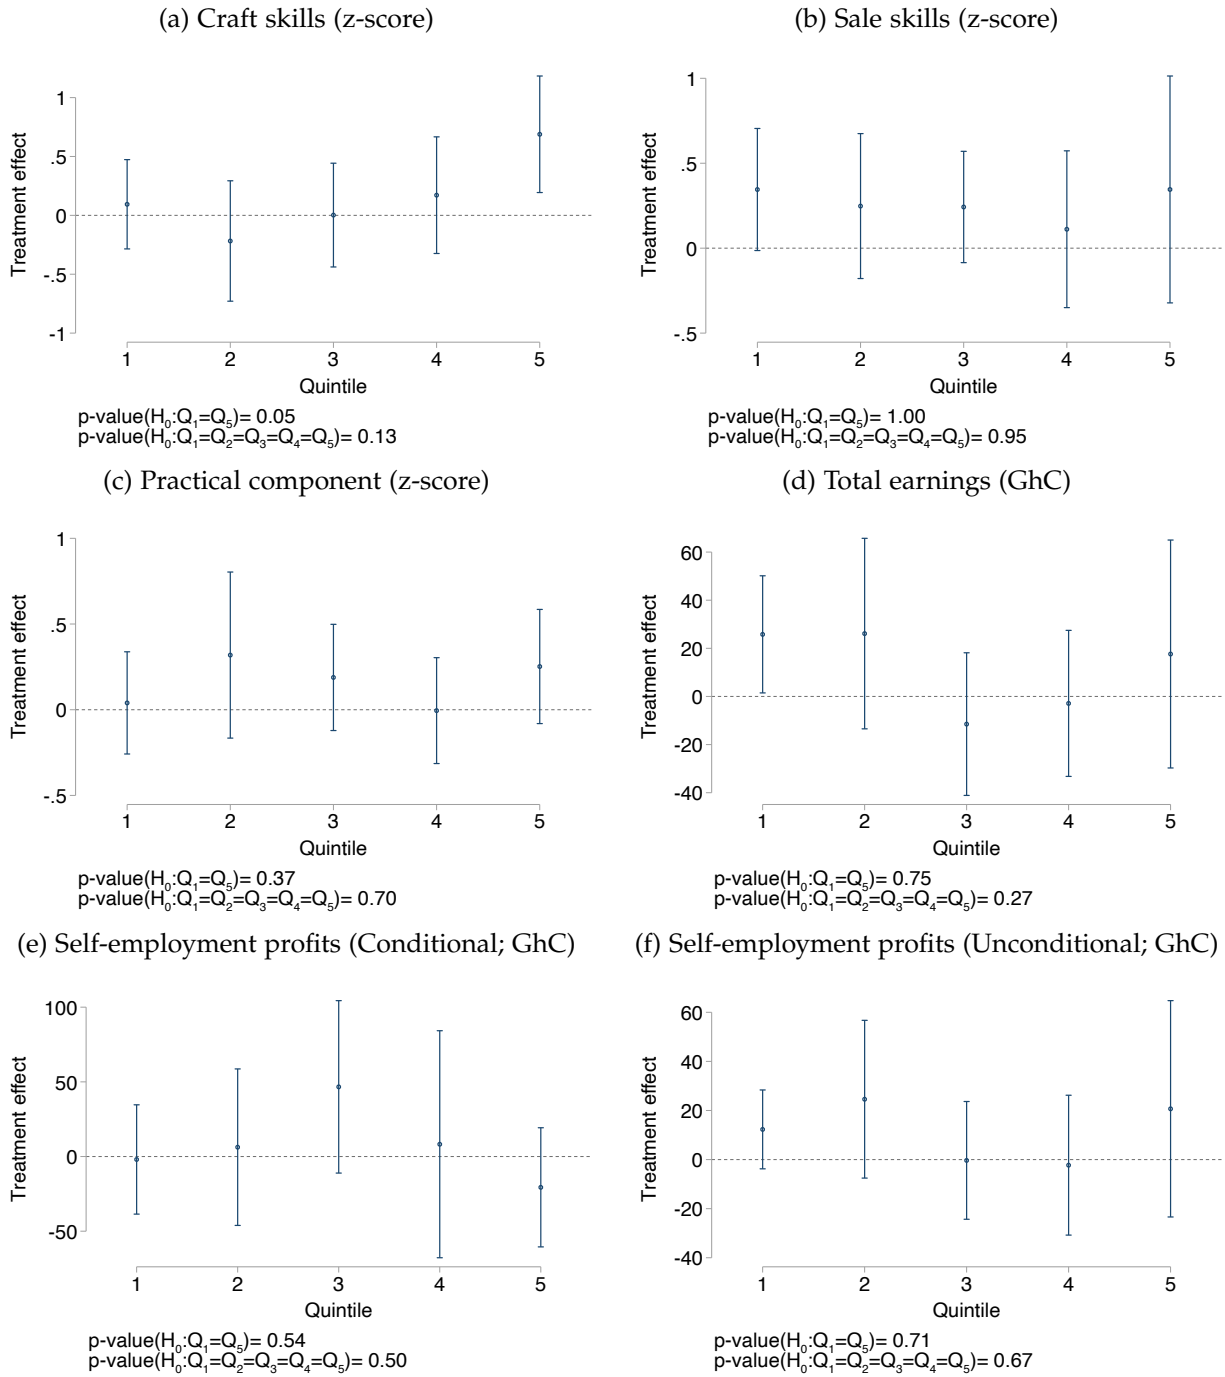 (a) Craft skills (z-score)
Treatment effect
1
.5
0
-.5
-1
1 2 3 4 5
Quintile
p-value(H₀:Q₁=Q₅)= 0.05
p-value(H₀:Q₁=Q₂=Q₃=Q₄=Q₅)= 0.13
(b) Sale skills (z-score)
Treatment effect
1
.5
0
-.5
1 2 3 4 5
Quintile
p-value(H₀:Q₁=Q₅)= 1.00
p-value(H₀:Q₁=Q₂=Q₃=Q₄=Q₅)= 0.95
(c) Practical component (z-score)
Treatment effect
1
.5
0
-.5
1 2 3 4 5
Quintile
p-value(H₀:Q₁=Q₅)= 0.37
p-value(H₀:Q₁=Q₂=Q₃=Q₄=Q₅)= 0.70
(d) Total earnings (GhC)
Treatment effect
60
40
20
0
-20
-40
1 2 3 4 5
Quintile
p-value(H₀:Q₁=Q₅)= 0.75
p-value(H₀:Q₁=Q₂=Q₃=Q₄=Q₅)= 0.27
(e) Self-employment profits (Conditional; GhC)
Treatment effect
100
50
0
-50
1 2 3 4 5
Quintile
p-value(H₀:Q₁=Q₅)= 0.54
p-value(H₀:Q₁=Q₂=Q₃=Q₄=Q₅)= 0.50
(f) Self-employment profits (Unconditional; GhC)
Treatment effect
60
40
20
0
-20
-40
1 2 3 4 5
Quintile
p-value(H₀:Q₁=Q₅)= 0.71
p-value(H₀:Q₁=Q₂=Q₃=Q₄=Q₅)= 0.67